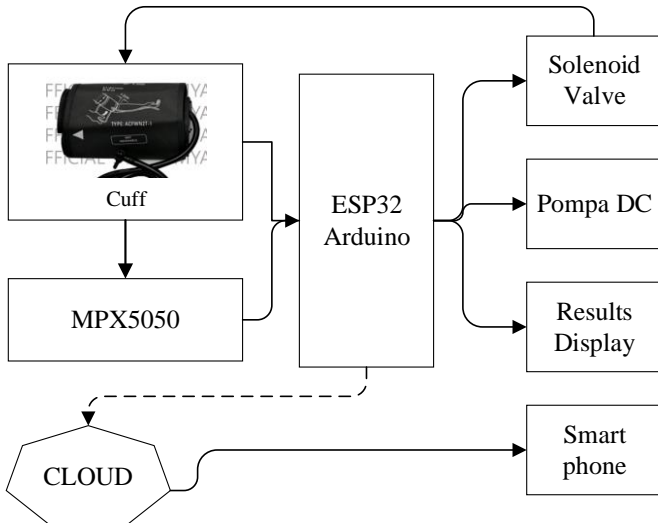 Solenoid
Valve
Cuff
ESP32
Arduino
Pompa DC
MPX5050
Results
Display
CLOUD
Smart
phone